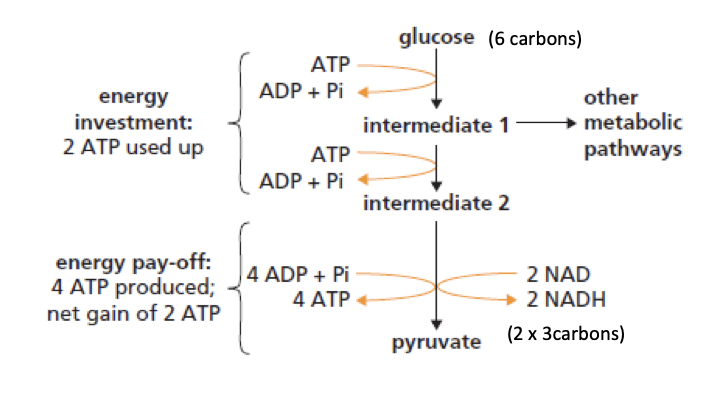 glucose (6 carbons)
ATP
ADP + Pi
energy
investment:
2 ATP used up
intermediate 1
other
metabolic
pathways
ATP
ADP + Pi
intermediate 2
energy pay-off:
4 ATP produced;
net gain of 2 ATP
4 ADP + Pi
4 ATP
2 NAD
2 NADH
pyruvate (2 x 3carbons)